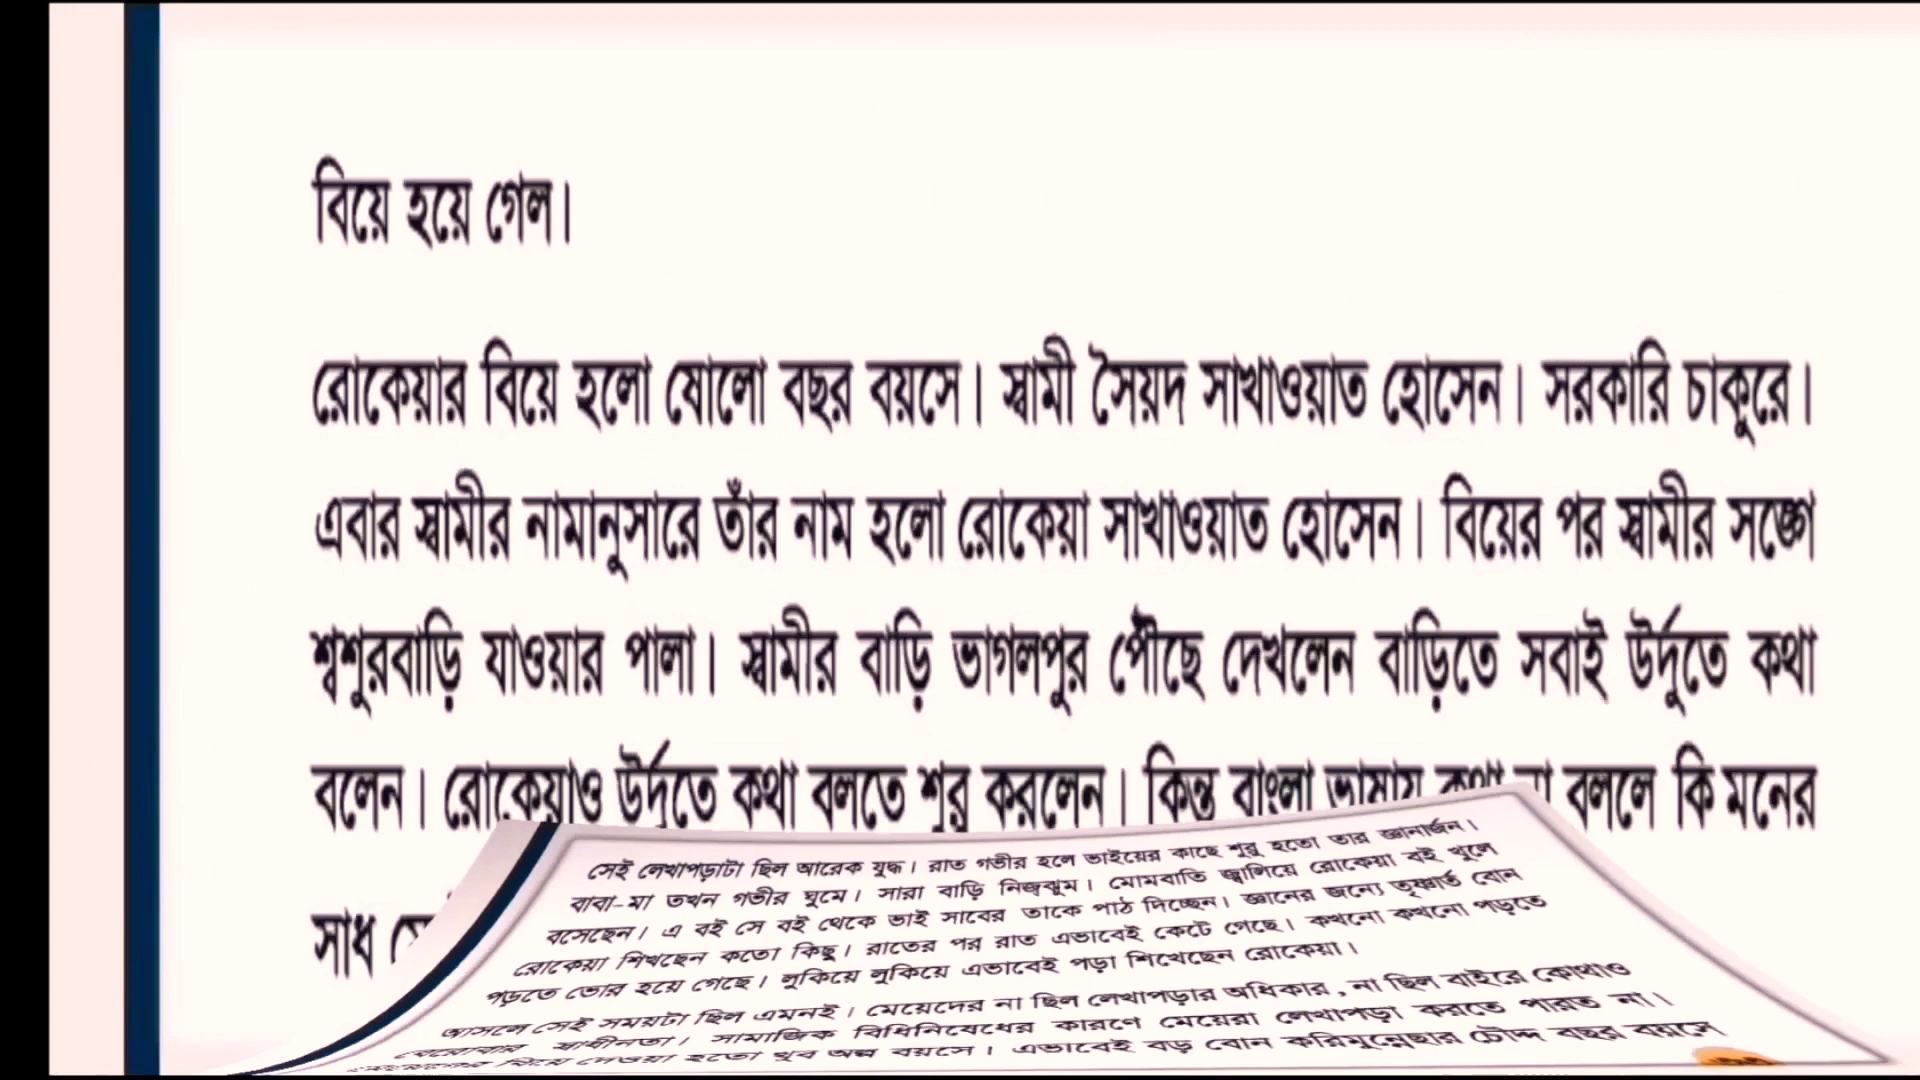 বিয়ে হয়ে গেল।
রোকেয়ার বিয়ে হলো ষোলো বছর বয়সে। স্বামী সৈয়দ সাখাওয়াত হোসেন। সরকারি চাকুরে।
এবার স্বামীর নামানুসারে তাঁর নাম হলো রোকেয়া সাখাওয়াত হোসেন। বিয়ের পর স্বামীর সঙ্গে
শ্বশুরবাড়ি যাওয়ার পালা। স্বামীর বাড়ি ভাগলপুর পৌঁছে দেখলেন বাড়িতে সবাই উর্দুতে কথা
বলেন। রোকেয়াও উর্দুতে কথা বলতে শুরু করলেন। কিন্তু বাংলা ভাষায় কথা না বললে কি মনের
সাধ
সেই লেখাপড়াটা ছিল আরেক যুদ্ধ। রাত গভীর হলে ভাইয়ের কাছে শুরু হতো তার জ্ঞানার্জন।
বাবা-মা তখন গভীর ঘুমে। সারা বাড়ি নিজঝুম। মোমবাতি জ্বালিয়ে রোকেয়া বই খুলে
বসেছেন। এ বই সে বই থেকে ভাই সাবের তাকে পাঠ দিচ্ছেন। জ্ঞানের জন্যে তৃষ্ণার্ত বোন
রোকেয়া শিখছেন কতো কিছু। রাতের পর রাত এভাবেই কেটে গেছে। কখনো কখনো পড়তে
পড়তে ভোর হয়ে গেছে। লুকিয়ে লুকিয়ে এভাবেই পড়া শিখেছেন রোকেয়া।
আসলে সেই সময়টা ছিল এমনই। মেয়েদের না ছিল লেখাপড়ার অধিকার, না ছিল বাইরে কোথাও
বেরোবার স্বাধীনতা। সামাজিক বিধিনিষেধের কারণে মেয়েরা লেখাপড়া করতে পারত না।
বিয়ে দেওয়া হতো খুব অল্প বয়সে। এভাবেই বড় বোন করিমুন্নেছার চৌদ্দ বছর বয়সে